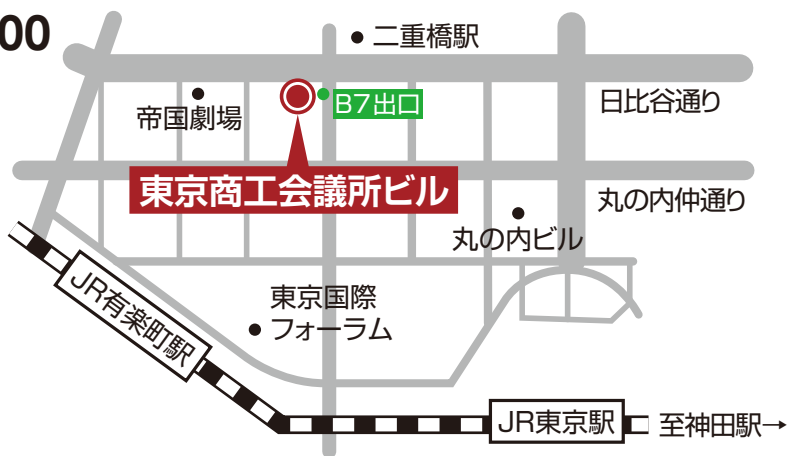 00
二重橋駅
帝国劇場
B7出口
日比谷通り
東京商工会議所ビル
丸の内仲通り
丸の内ビル
JR有楽町駅
東京国際
フォーラム
JR東京駅
至神田駅→